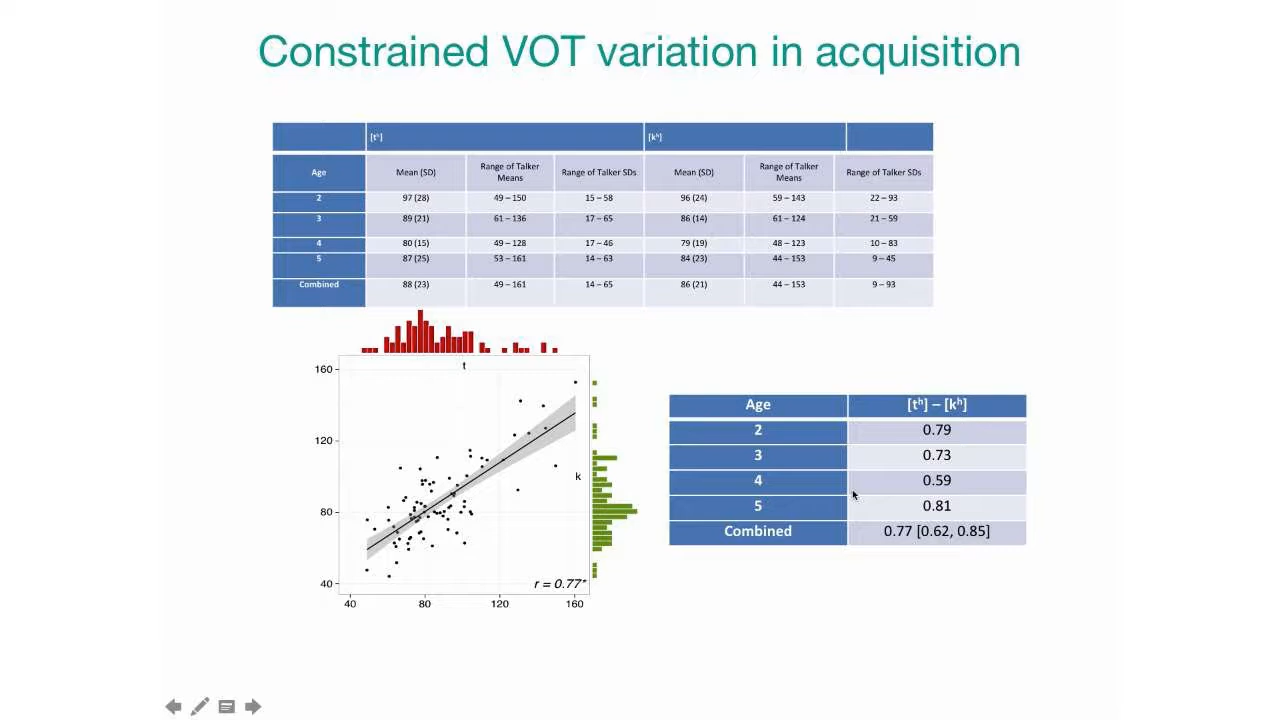 Constrained VOT variation in acquisition
[tʰ] [kʰ]
Age Mean (SD) Range of Talker Means Range of Talker SDs Mean (SD) Range of Talker Means Range of Talker SDs
2 97 (28) 49 – 150 15 – 58 96 (24) 59 – 143 22 – 93
3 89 (21) 61 – 136 17 – 65 86 (14) 61 – 124 21 – 59
4 80 (15) 49 – 128 17 – 46 79 (19) 48 – 123 10 – 83
5 87 (25) 53 – 161 14 – 63 84 (23) 44 – 153 9 – 45
Combined 88 (23) 49 – 161 14 – 65 86 (21) 44 – 153 9 – 93
t
160
120
k
80
40
r = 0.77*
40 80 120 160
Age [tʰ] – [kʰ]
2 0.79
3 0.73
4 0.59
5 0.81
Combined 0.77 [0.62, 0.85]